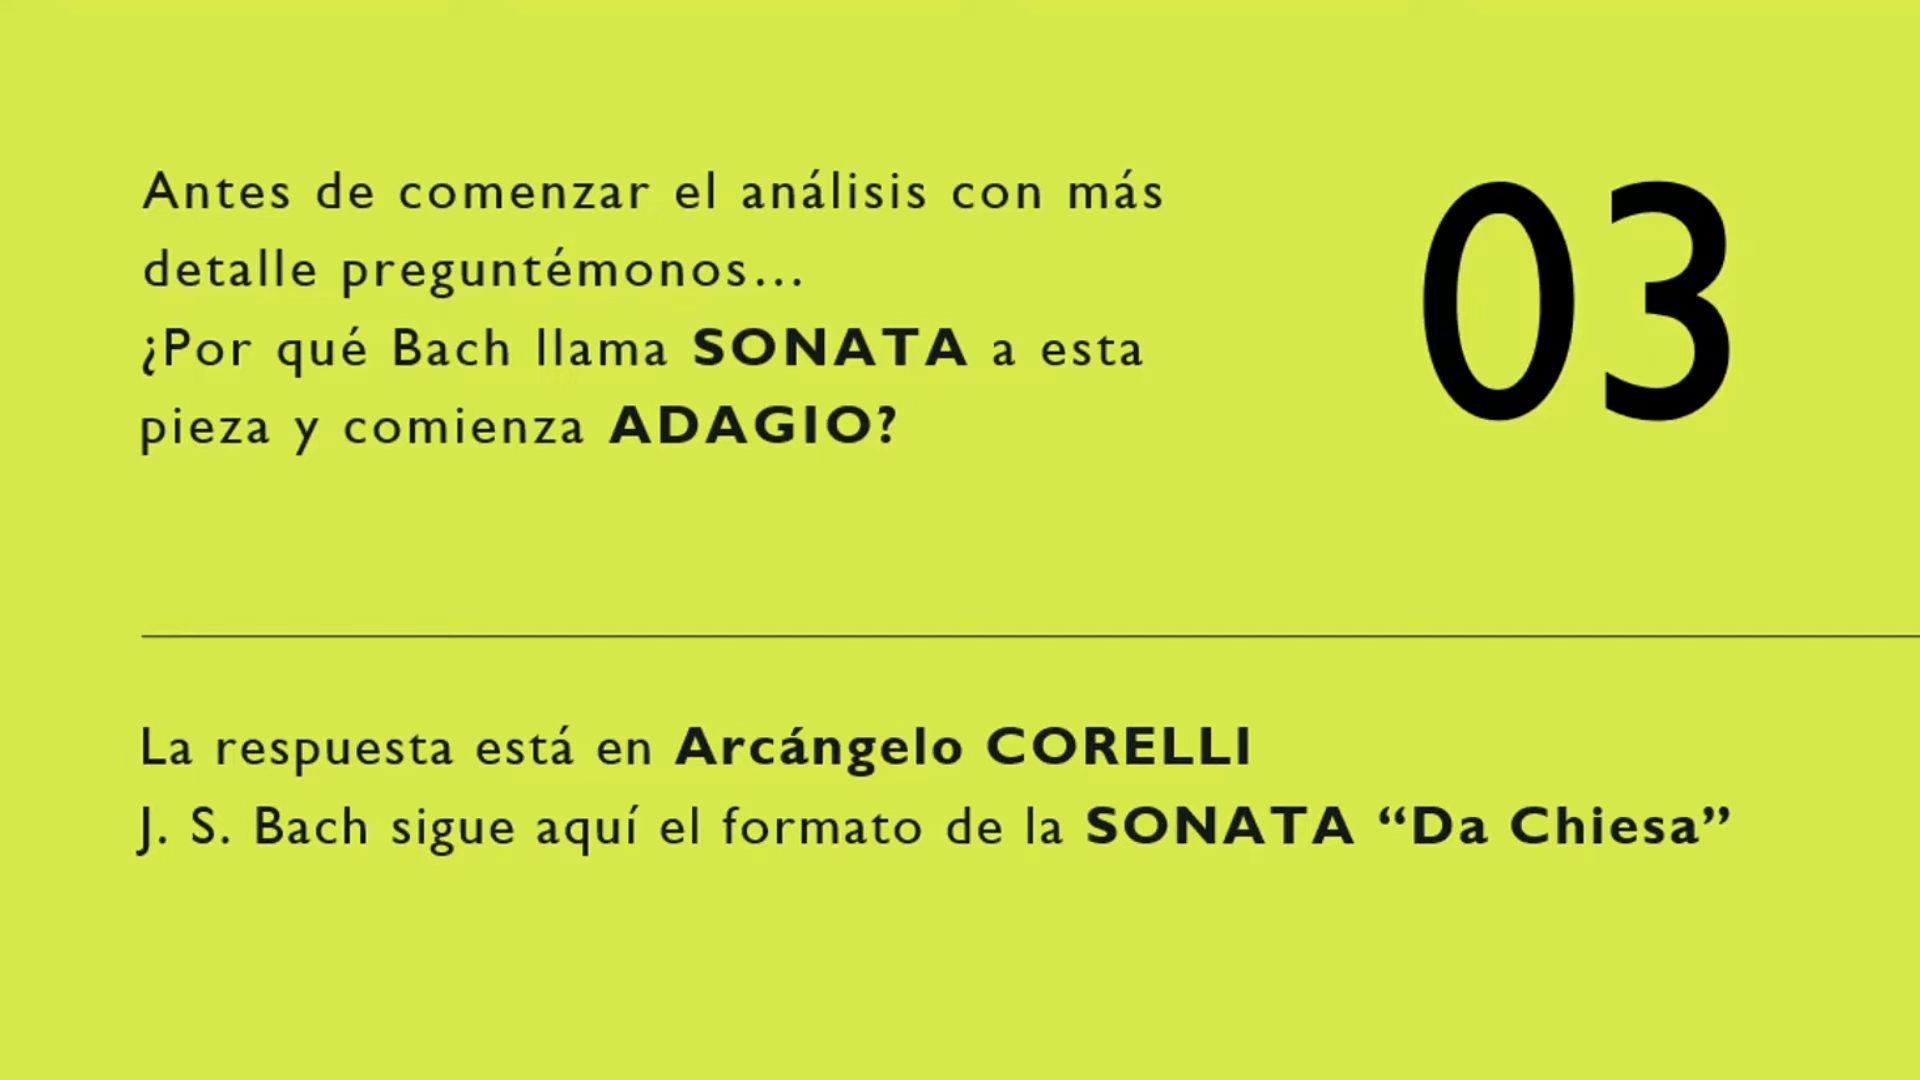 Antes de comenzar el análisis con más
detalle preguntémonos...
¿Por qué Bach llama SONATA a esta
pieza y comienza ADAGIO?
03
La respuesta está en Arcángelo CORELLI
J. S. Bach sigue aquí el formato de la SONATA “Da Chiesa”